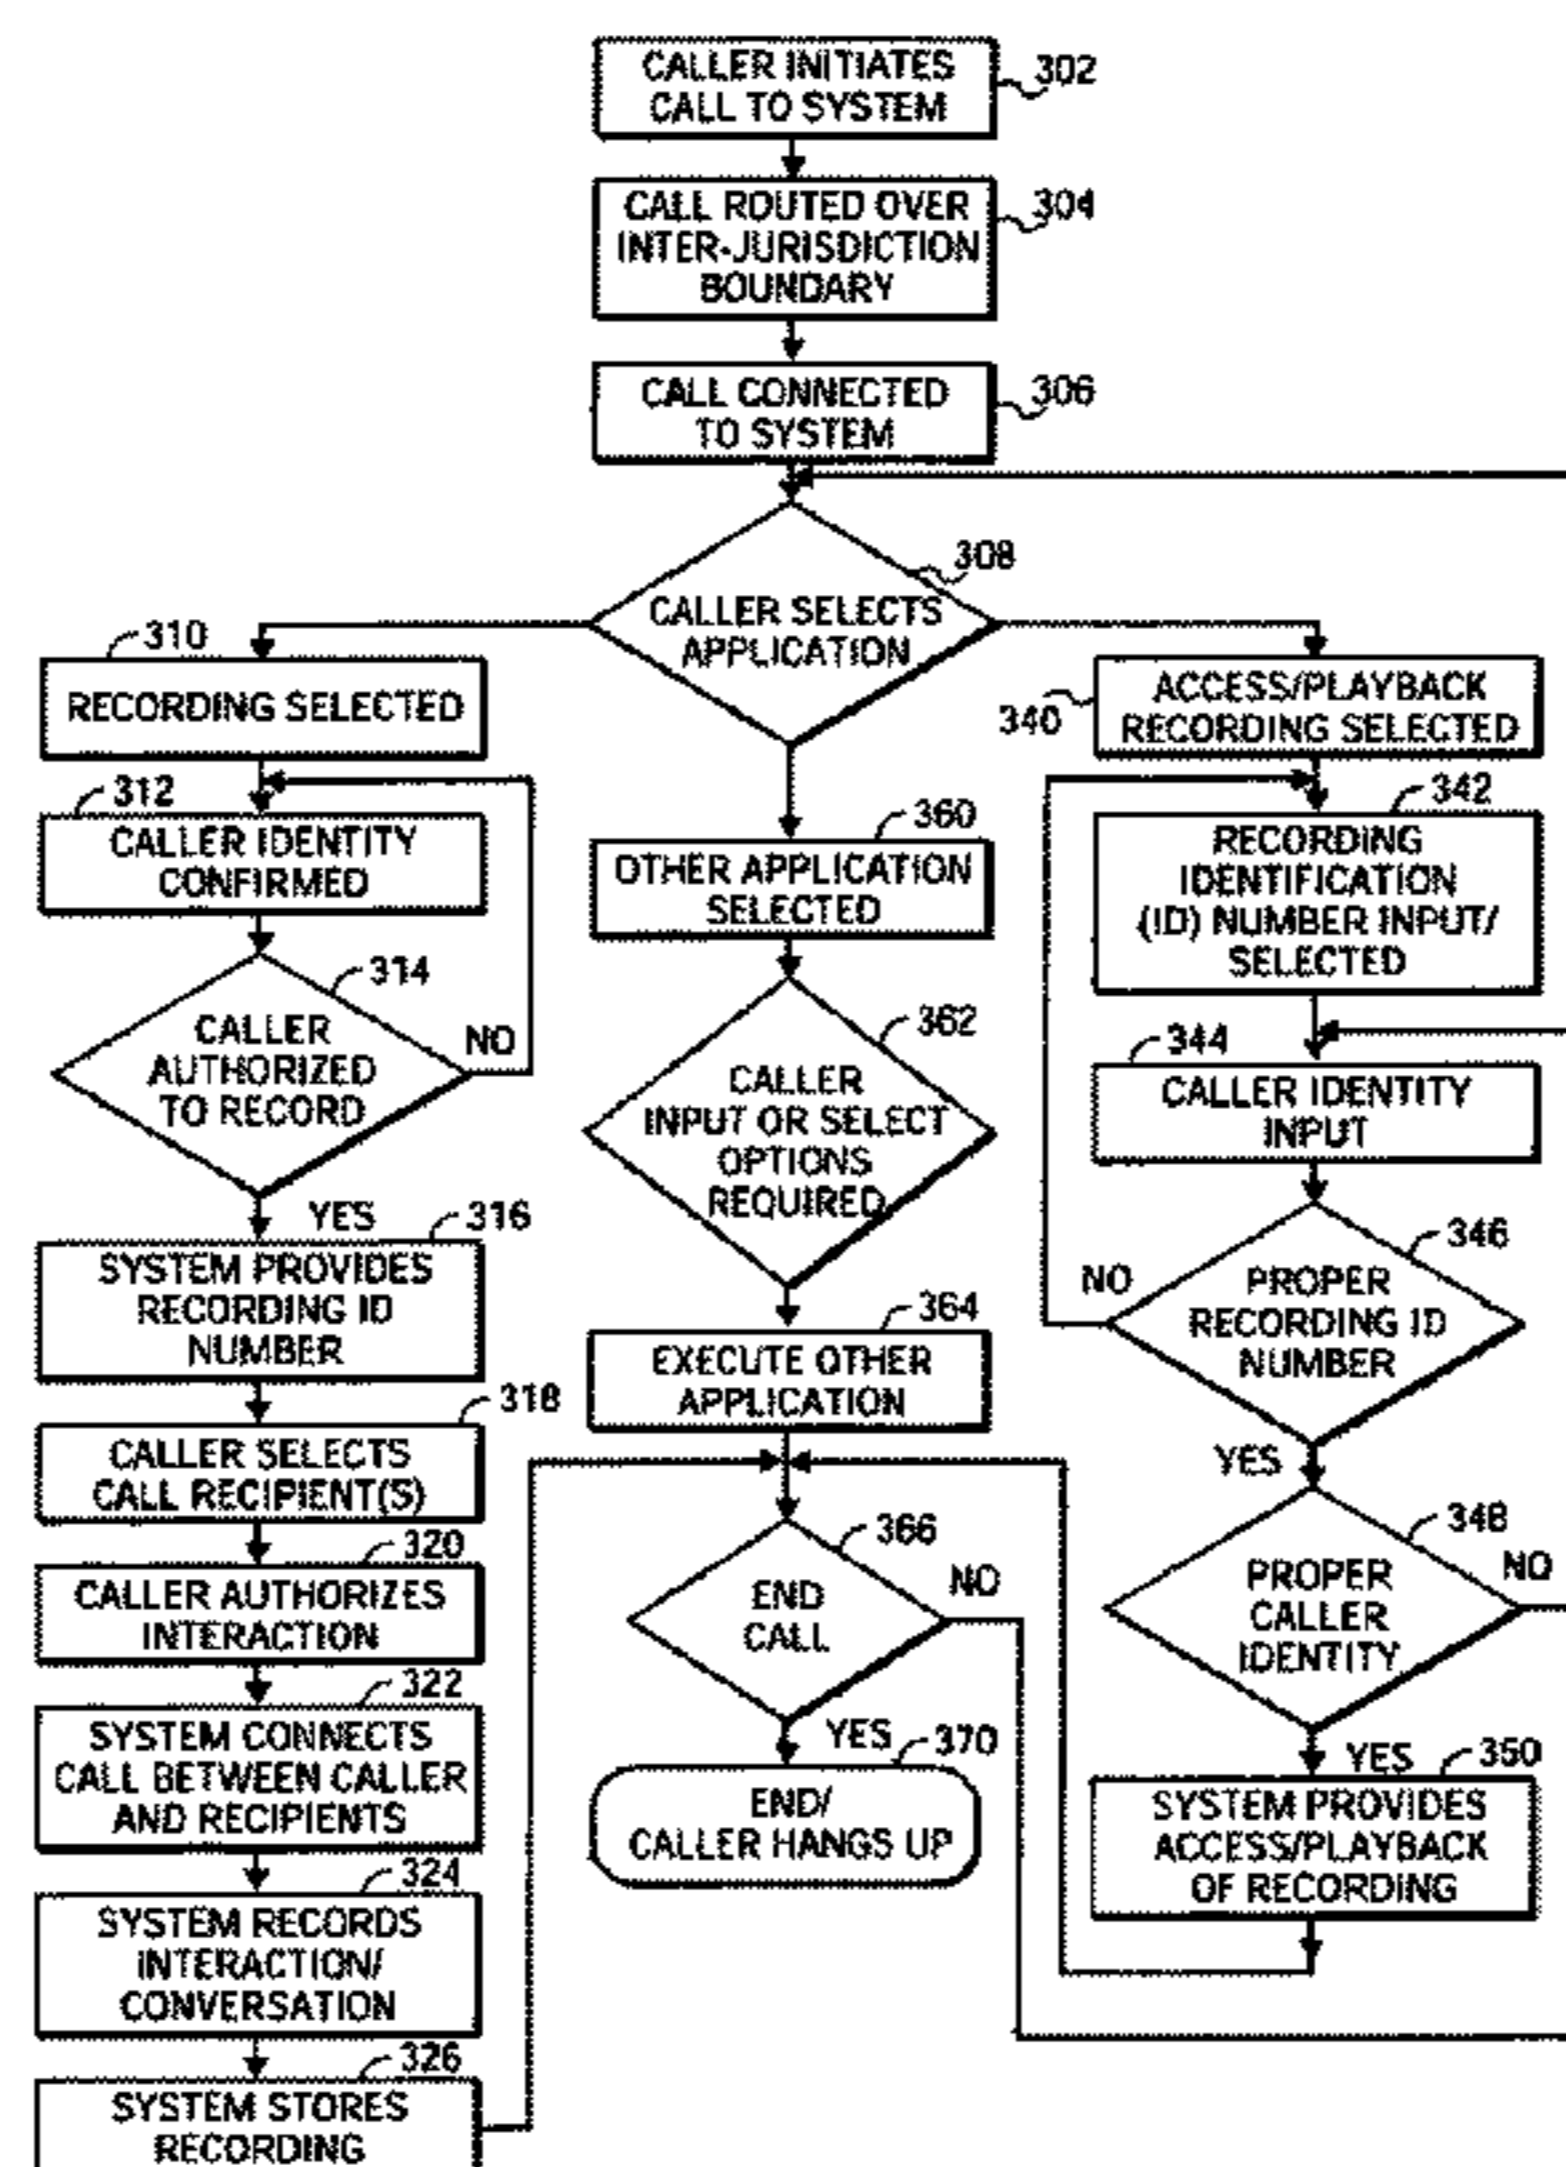 CALLER INITIATES
CALL TO SYSTEM
302
CALL ROUTED OVER
INTER-JURISDICTION
BOUNDARY
304
CALL CONNECTED
TO SYSTEM
306
CALLER SELECTS
APPLICATION
308
310
RECORDING SELECTED
312
CALLER IDENTITY
CONFIRMED
314
CALLER
AUTHORIZED
TO RECORD
NO
YES
316
SYSTEM PROVIDES
RECORDING ID
NUMBER
318
CALLER SELECTS
CALL RECIPIENT(S)
320
CALLER AUTHORIZES
INTERACTION
322
SYSTEM CONNECTS
CALL BETWEEN CALLER
AND RECIPIENTS
324
SYSTEM RECORDS
INTERACTION/
CONVERSATION
326
SYSTEM STORES
RECORDING
360
OTHER APPLICATION
SELECTED
362
CALLER
INPUT OR SELECT
OPTIONS
REQUIRED
364
EXECUTE OTHER
APPLICATION
366
END
CALL
NO
YES
370
END/
CALLER HANGS UP
340
ACCESS/PLAYBACK
RECORDING SELECTED
342
RECORDING
IDENTIFICATION
(ID) NUMBER INPUT/
SELECTED
344
CALLER IDENTITY
INPUT
346
PROPER
RECORDING ID
NUMBER
NO
YES
348
PROPER
CALLER
IDENTITY
NO
YES
350
SYSTEM PROVIDES
ACCESS/PLAYBACK
OF RECORDING